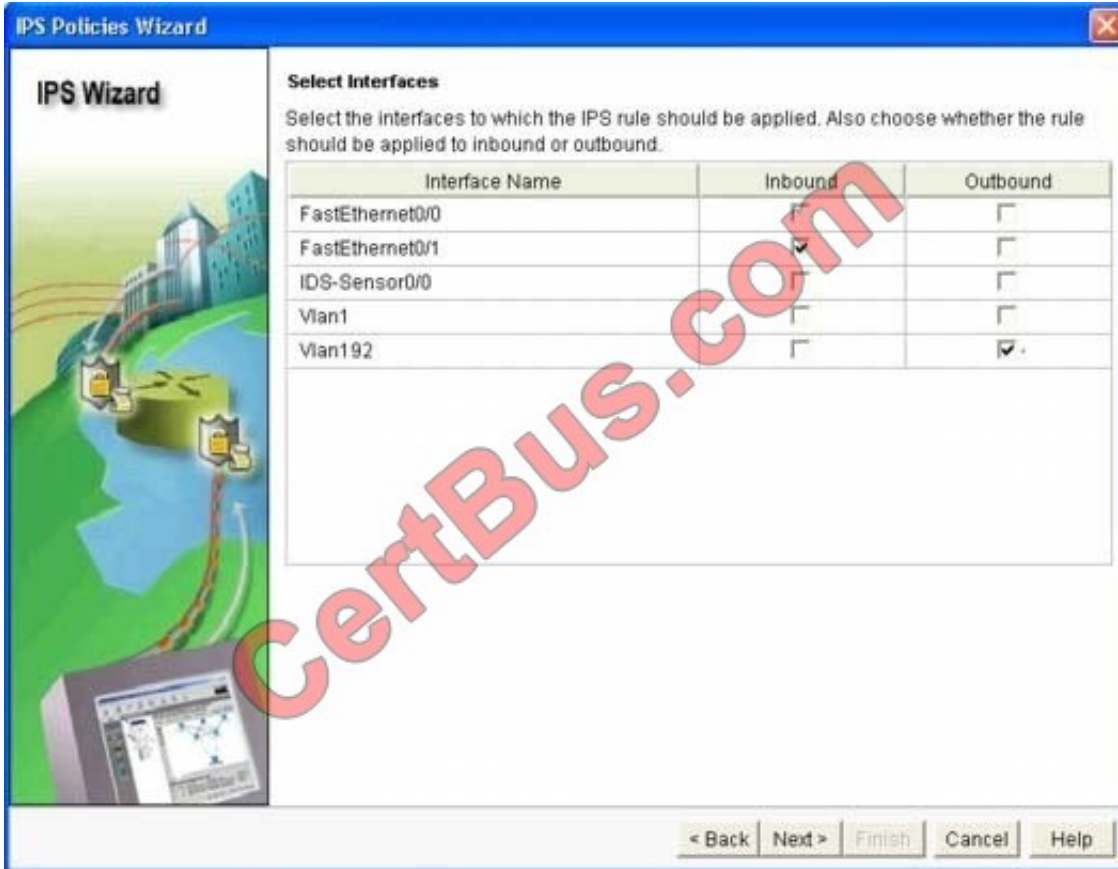 IPS Policies Wizard
IPS Wizard
Select Interfaces
Select the interfaces to which the IPS rule should be applied. Also choose whether the rule
should be applied to inbound or outbound.
Interface Name Inbound Outbound
FastEthernet0/0
FastEthernet0/1
IDS-Sensor0/0
Vlan1
Vlan192
CertBus.com
< Back Next > Finish Cancel Help